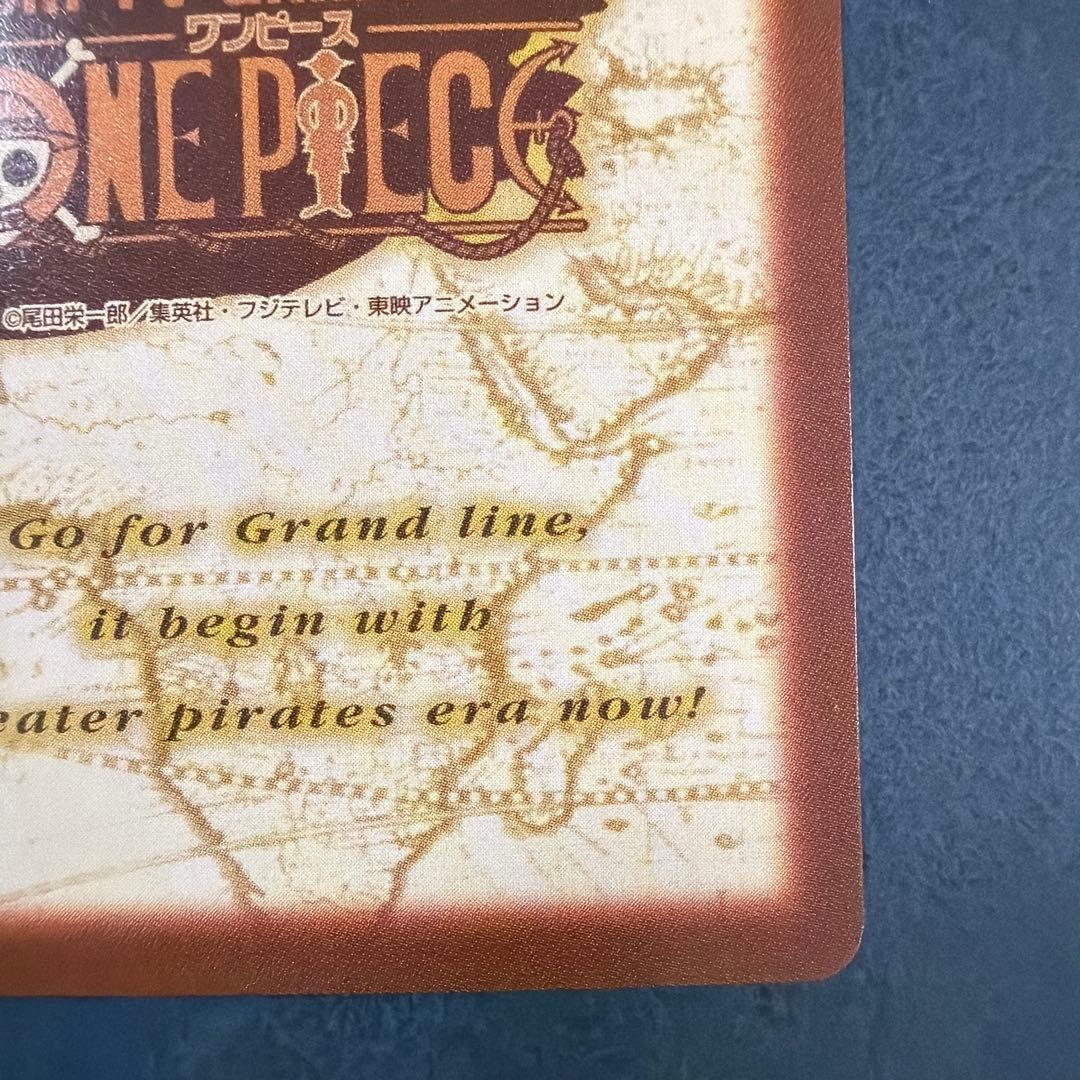 ワンピース
ONE PIECE
©尾田栄一郎／集英社・フジテレビ・東映アニメーション
Go for Grand line,
it begin with
eater pirates era now!